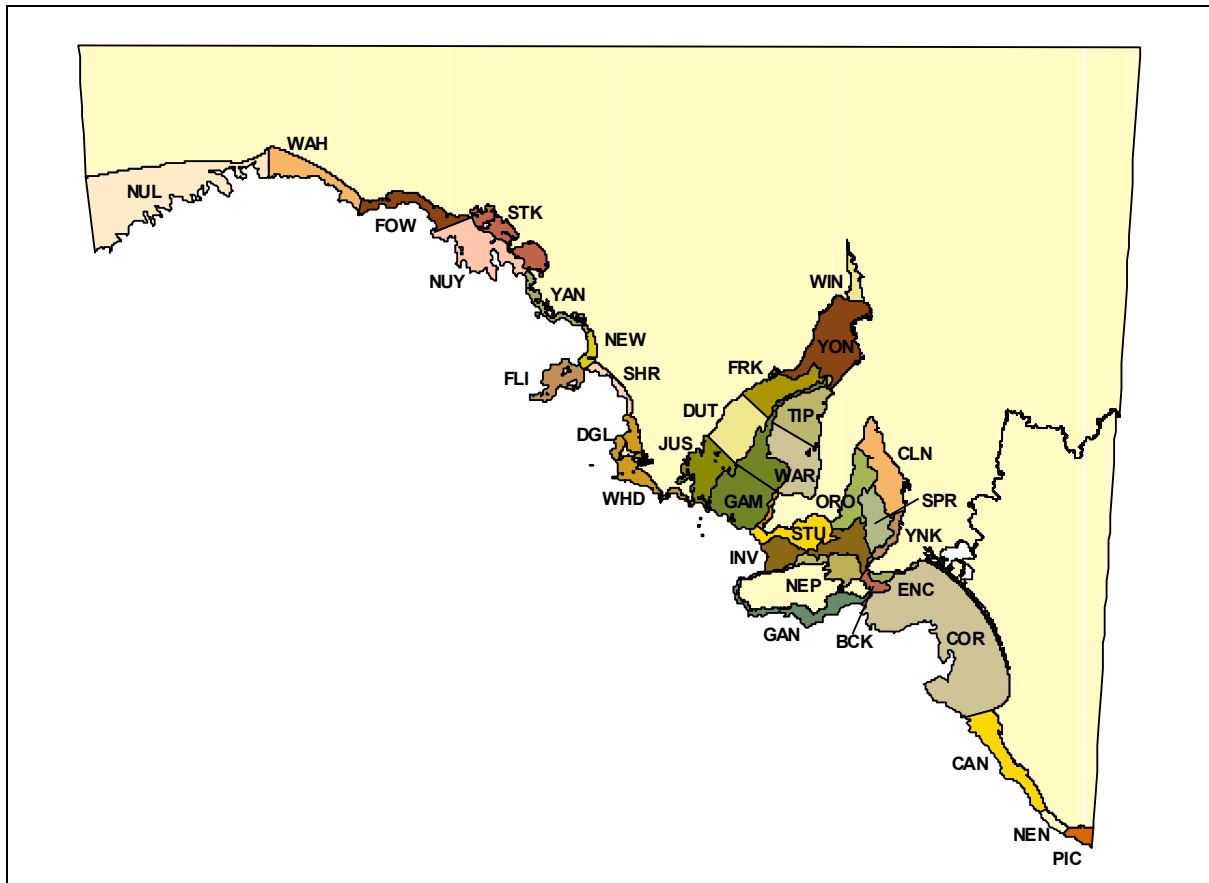 WAH
NUL
STK
FOW
NUY
WIN
YAN
NEW
YON
FRK
SHR
FLI
DUT
TIP
DGL
JUS
CLN
WAR
WHD
GAM
ORO
SPR
STU
YNK
INV
NEP
ENC
GAN
BCK
COR
CAN
NEN
PIC